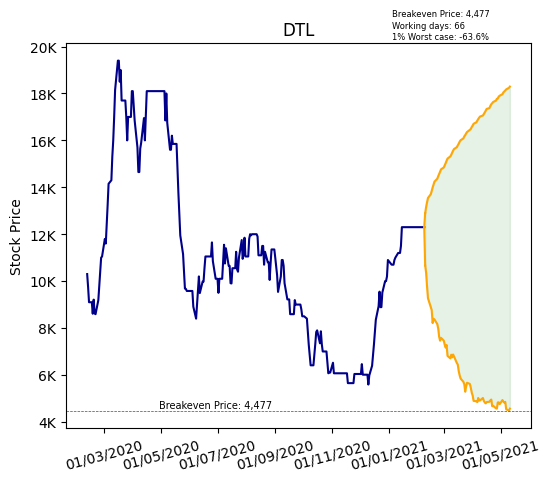 Breakeven Price: 4,477
Working days: 66
1% Worst case: -63.6%
DTL
20K
18K
16K
14K
12K
10K
8K
6K
4K
Stock Price
Breakeven Price: 4,477
01/03/2020
01/05/2020
01/07/2020
01/09/2020
01/11/2020
01/01/2021
01/03/2021
01/05/2021